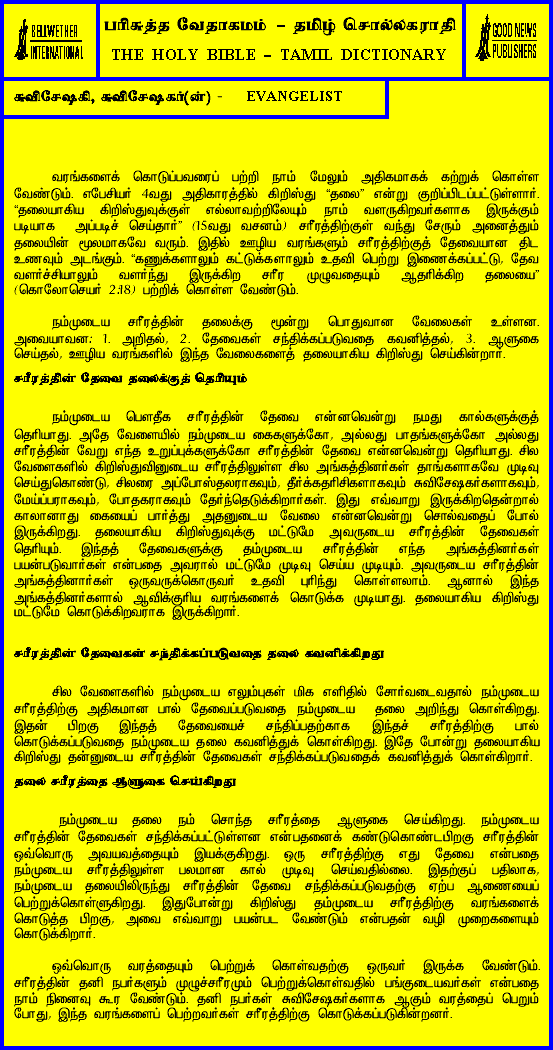 BELLWETHER
INTERNATIONAL
பரிசுத்த வேதாகமம் – தமிழ் சொல்லகராதி
THE HOLY BIBLE – TAMIL DICTIONARY
GOOD NEWS
PUBLISHERS
சுவிசேஷகி, சுவிசேஷகர்(ன்) - EVANGELIST
வரங்களைக் கொடுப்பவரைப் பற்றி நாம் மேலும் அதிகமாகக் கற்றுக் கொள்ள
வேண்டும். எபேசியர் 4வது அதிகாரத்தில் கிறிஸ்து “தலை” என்று குறிப்பிடப்பட்டுள்ளார்.
“தலையாகிய கிறிஸ்துவுக்குள் எல்லாவற்றிலேயும் நாம் வளருகிறவர்களாக இருக்கும்
படியாக அப்படிச் செய்தார்” (15வது வசனம்) சரீரத்திற்குள் வந்து சேரும் அனைத்தும்
தலையின் மூலமாகவே வரும். இதில் ஊழிய வரங்களும் சரீரத்திற்குத் தேவையான திட
உணவும் அடங்கும். “கணுக்களாலும் கட்டுக்களாலும் உதவி பெற்று இணைக்கப்பட்டு, தேவ
வளர்ச்சியாலும் வளர்ந்து இருக்கிற சரீர முழுவதையும் ஆதரிக்கிற தலையை”
(கொலோசெயர் 2:18) பற்றிக் கொள்ள வேண்டும்.
நம்முடைய சரீரத்தின் தலைக்கு மூன்று பொதுவான வேலைகள் உள்ளன.
அவையாவன: 1. அறிதல், 2. தேவைகள் சந்திக்கப்படுவதை கவனித்தல், 3. ஆளுகை
செய்தல், ஊழிய வரங்களில் இந்த வேலைகளைத் தலையாகிய கிறிஸ்து செய்கின்றார்.
சரீரத்தின் தேவை தலைக்குத் தெரியும்
நம்முடைய பௌதீக சரீரத்தின் தேவை என்னவென்று நமது கால்களுக்குத்
தெரியாது. அதே வேளையில் நம்முடைய கைகளுக்கோ, அல்லது பாதங்களுக்கோ அல்லது
சரீரத்தின் வேறு எந்த உறுப்புக்களுக்கோ சரீரத்தின் தேவை என்னவென்று தெரியாது. சில
வேளைகளில் கிறிஸ்துவினுடைய சரீரத்திலுள்ள சில அங்கத்தினர்கள் தாங்களாகவே முடிவு
செய்துகொண்டு, சிலரை அப்போஸ்தலராகவும், தீர்க்கதரிசிகளாகவும் சுவிசேஷகர்களாகவும்,
மேய்ப்பராகவும், போதகராகவும் தேர்ந்தெடுக்கிறார்கள். இது எவ்வாறு இருக்கிறதென்றால்
காலானாது கையைப் பார்த்து அதனுடைய வேலை என்னவென்று சொல்வதைப் போல்
இருக்கிறது. தலையாகிய கிறிஸ்துவுக்கு மட்டுமே அவருடைய சரீரத்தின் தேவைகள்
தெரியும். இந்தத் தேவைகளுக்கு தம்முடைய சரீரத்தின் எந்த அங்கத்தினர்கள்
பயன்படுவார்கள் என்பதை அவரால் மட்டுமே முடிவு செய்ய முடியும். அவருடைய சரீரத்தின்
அங்கத்தினார்கள் ஒருவருக்கொருவர் உதவி புரிந்து கொள்ளலாம். ஆனால் இந்த
அங்கத்தினர்களால் ஆவிக்குரிய வரங்களைக் கொடுக்க முடியாது. தலையாகிய கிறிஸ்து
மட்டுமே கொடுக்கிறவராக இருக்கிறார்.
சரீரத்தின் தேவைகள் சந்திக்கப்படுவதை தலை கவனிக்கிறது
சில வேளைகளில் நம்முடைய எலும்புகள் மிக எளிதில் சோர்வடைவதால் நம்முடைய
சரீரத்திற்கு அதிகமான பால் தேவைப்படுவதை நம்முடைய தலை அறிந்து கொள்கிறது.
இதன் பிறகு இந்தத் தேவையைச் சந்திப்பதற்காக இந்தச் சரீரத்திற்கு பால்
கொடுக்கப்படுவதை நம்முடைய தலை கவனித்துக் கொள்கிறது. இதே போன்று தலையாகிய
கிறிஸ்து தன்னுடைய சரீரத்தின் தேவைகள் சந்திக்கப்படுவதைக் கவனித்துக் கொள்கிறார்.
தலை சரீரத்தை ஆளுகை செய்கிறது
நம்முடைய தலை நம் சொந்த சரீரத்தை ஆளுகை செய்கிறது. நம்முடைய
சரீரத்தின் தேவைகள் சந்திக்கப்பட்டுள்ளன என்பதனைக் கண்டுகொண்டபிறகு சரீரத்தின்
ஒவ்வொரு அவயவத்தையும் இயக்குகிறது. ஒரு சரீரத்திற்கு எது தேவை என்பதை
நம்முடைய சரீரத்திலுள்ள பலமான கால் முடிவு செய்வதில்லை. இதற்குப் பதிலாக,
நம்முடைய தலையிலிருந்து சரீரத்தின் தேவை சந்திக்கப்படுவதற்கு ஏற்ப ஆணையைப்
பெற்றுக்கொள்ளுகிறது. இதுபோன்று கிறிஸ்து தம்முடைய சரீரத்திற்கு வரங்களைக்
கொடுத்த பிறகு, அவை எவ்வாறு பயன்பட வேண்டும் என்பதன் வழி முறைகளையும்
கொடுக்கிறார்.
ஒவ்வொரு வரத்தையும் பெற்றுக் கொள்வதற்கு ஒருவர் இருக்க வேண்டும்.
சரீரத்தின் தனி நபர்களும் முழுச்சரீரமும் பெற்றுக்கொள்வதில் பங்குடையவர்கள் என்பதை
நாம் நினைவு கூர வேண்டும். தனி நபர்கள் சுவிசேஷகர்களாக ஆகும் வரத்தைப் பெறும்
போது, இந்த வரங்களைப் பெற்றவர்கள் சரீரத்திற்கு கொடுக்கப்படுகின்றனர்.